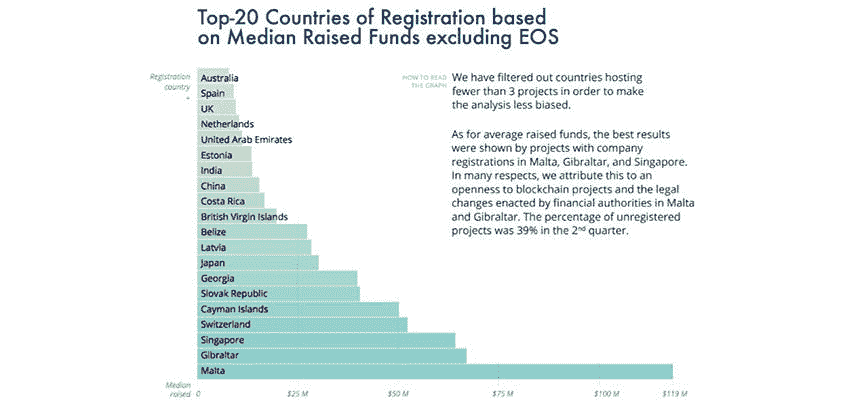 Top-20 Countries of Registration based
on Median Raised Funds excluding EOS
Registration
country
HOW TO READ
THE GRAPH
We have filtered out countries hosting
fewer than 3 projects in order to make
the analysis less biased.
As for average raised funds, the best results
were shown by projects with company
registrations in Malta, Gibraltar, and Singapore.
In many respects, we attribute this to an
openness to blockchain projects and the legal
changes enacted by financial authorities in Malta
and Gibraltar. The percentage of unregistered
projects was 39% in the 2nd quarter.
Australia
Spain
UK
Netherlands
United Arab Emirates
Estonia
India
China
Costa Rica
British Virgin Islands
Belize
Latvia
Japan
Georgia
Slovak Republic
Cayman Islands
Switzerland
Singapore
Gibraltar
Malta
Median
raised
0 $25 M $50 M $75 M $100 M $119 M